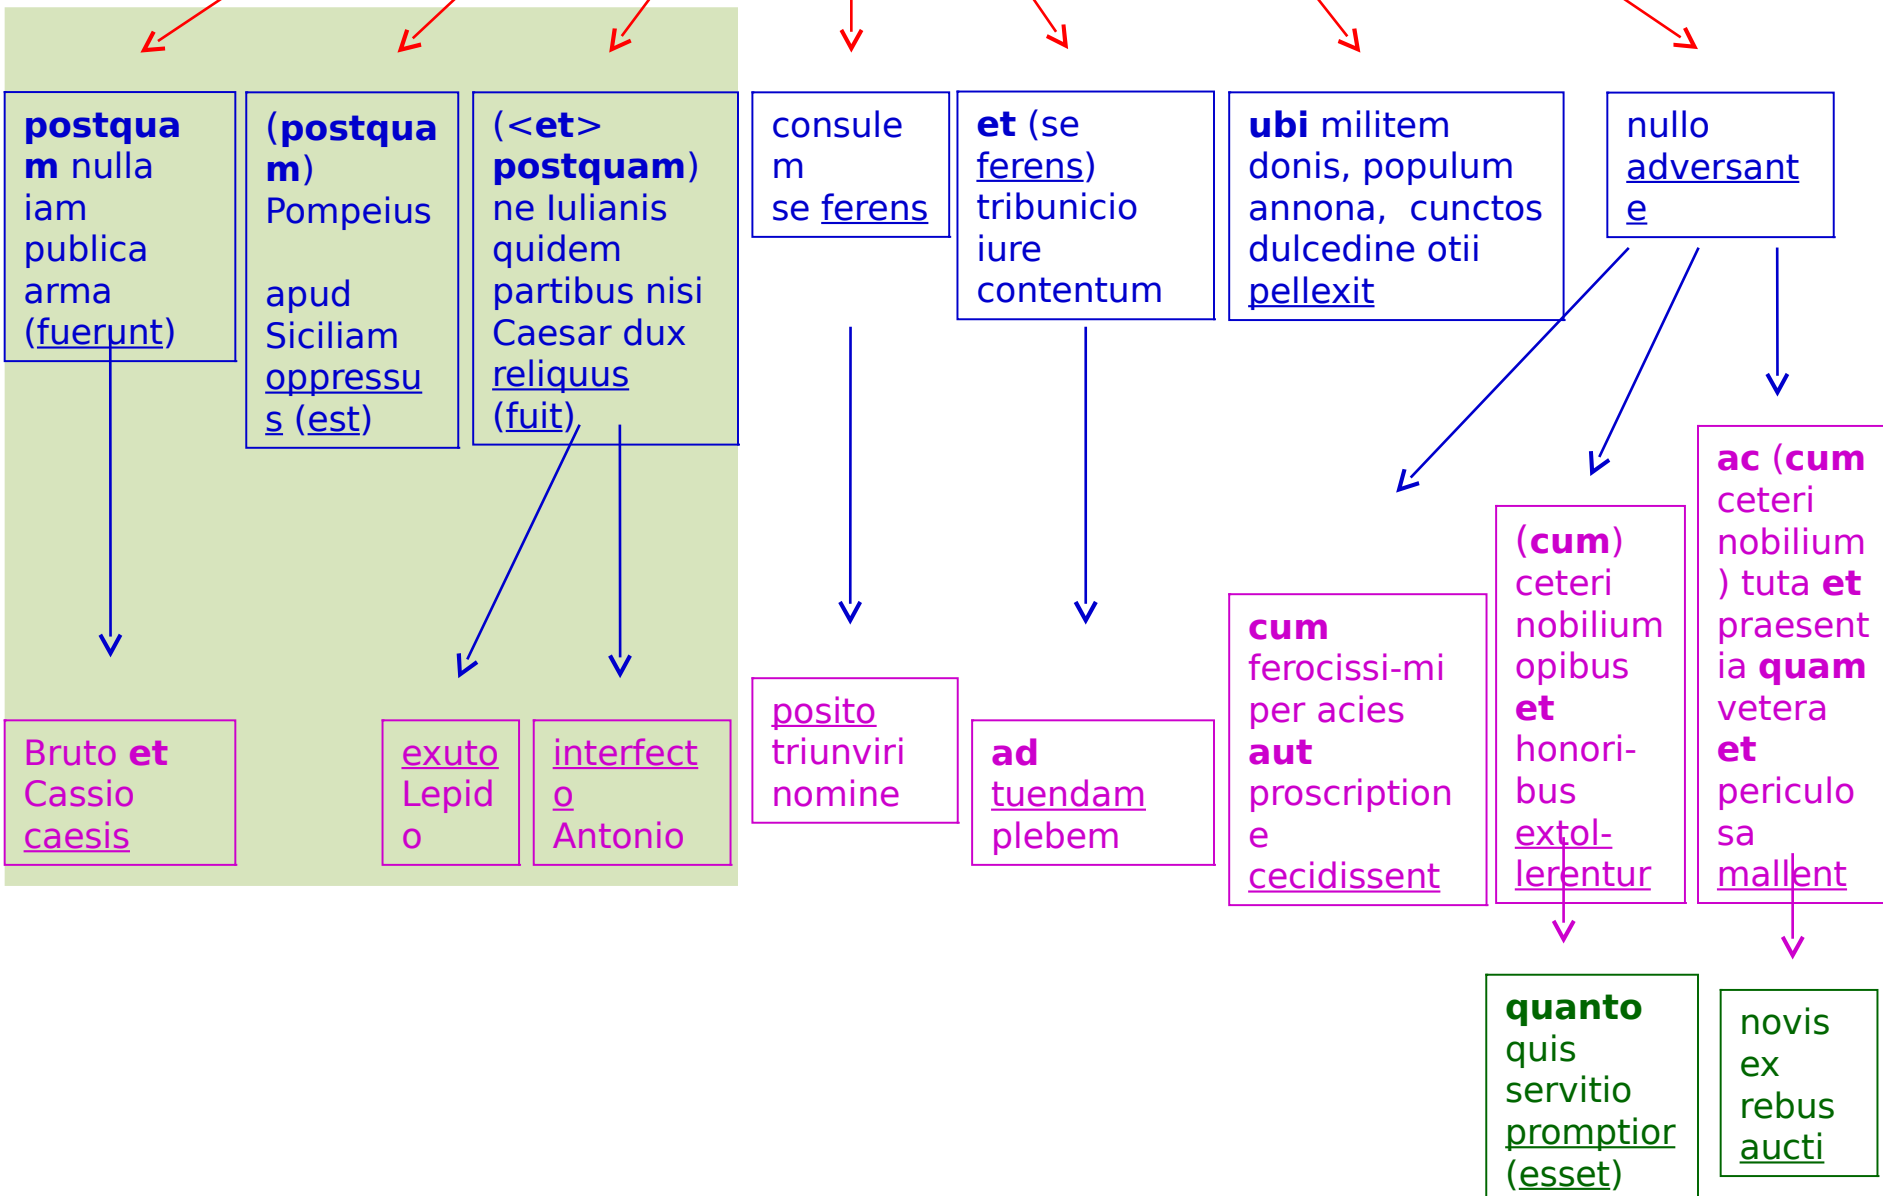 postqua
m nulla
iam
publica
arma
(fuerunt)
(postqua
m)
Pompeius
apud
Siciliam
oppressu
s (est)
(<et>
postquam)
ne Iulianis
quidem
partibus nisi
Caesar dux
reliquus
(fuit)
consule
m
se ferens
et (se
ferens)
tribunicio
iure
contentum
ubi militem
donis, populum
annona, cunctos
dulcedine otii
pellexit
nullo
adversant
e
Bruto et
Cassio
caesis
exuto
Lepid
o
interfect
o
Antonio
posito
triunviri
nomine
ad
tuendam
plebem
cum
ferocissi-mi
per acies
aut
proscription
e
cecidissent
(cum)
ceteri
nobilium
opibus
et
honori-
bus
extol-
lerentur
ac (cum
ceteri
nobilium
) tuta et
praesent
ia quam
vetera
et
periculo
sa
mallent
quanto
quis
servitio
promptior
(esset)
novis
ex
rebus
aucti